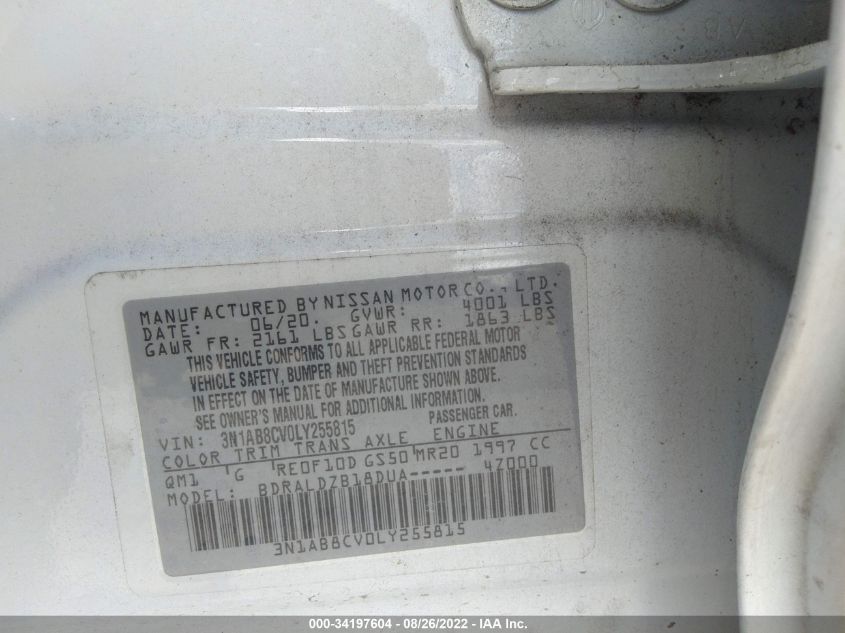 MANUFACTURED BY NISSAN MOTOR CO., LTD.
DATE: 06/20. GVWR: 4001 LBS
GAWR FR: 2161 LBS GAWR RR: 1863 LBS
THIS VEHICLE CONFORMS TO ALL APPLICABLE FEDERAL MOTOR
VEHICLE SAFETY, BUMPER AND THEFT PREVENTION STANDARDS
IN EFFECT ON THE DATE OF MANUFACTURE SHOWN ABOVE.
SEE OWNER'S MANUAL FOR ADDITIONAL INFORMATION.
VIN: 3N1AB8CV0LY255815 PASSENGER CAR.
COLOR TRIM TRANS AXLE ENGINE
QM1 'G 'RE0F10D GS50'MR20 1997 CC
MODEL: BDRALDZB18DUA----- 47000
3N1AB8CV0LY255815
000-34197604 - 08/26/2022 - IAA Inc.